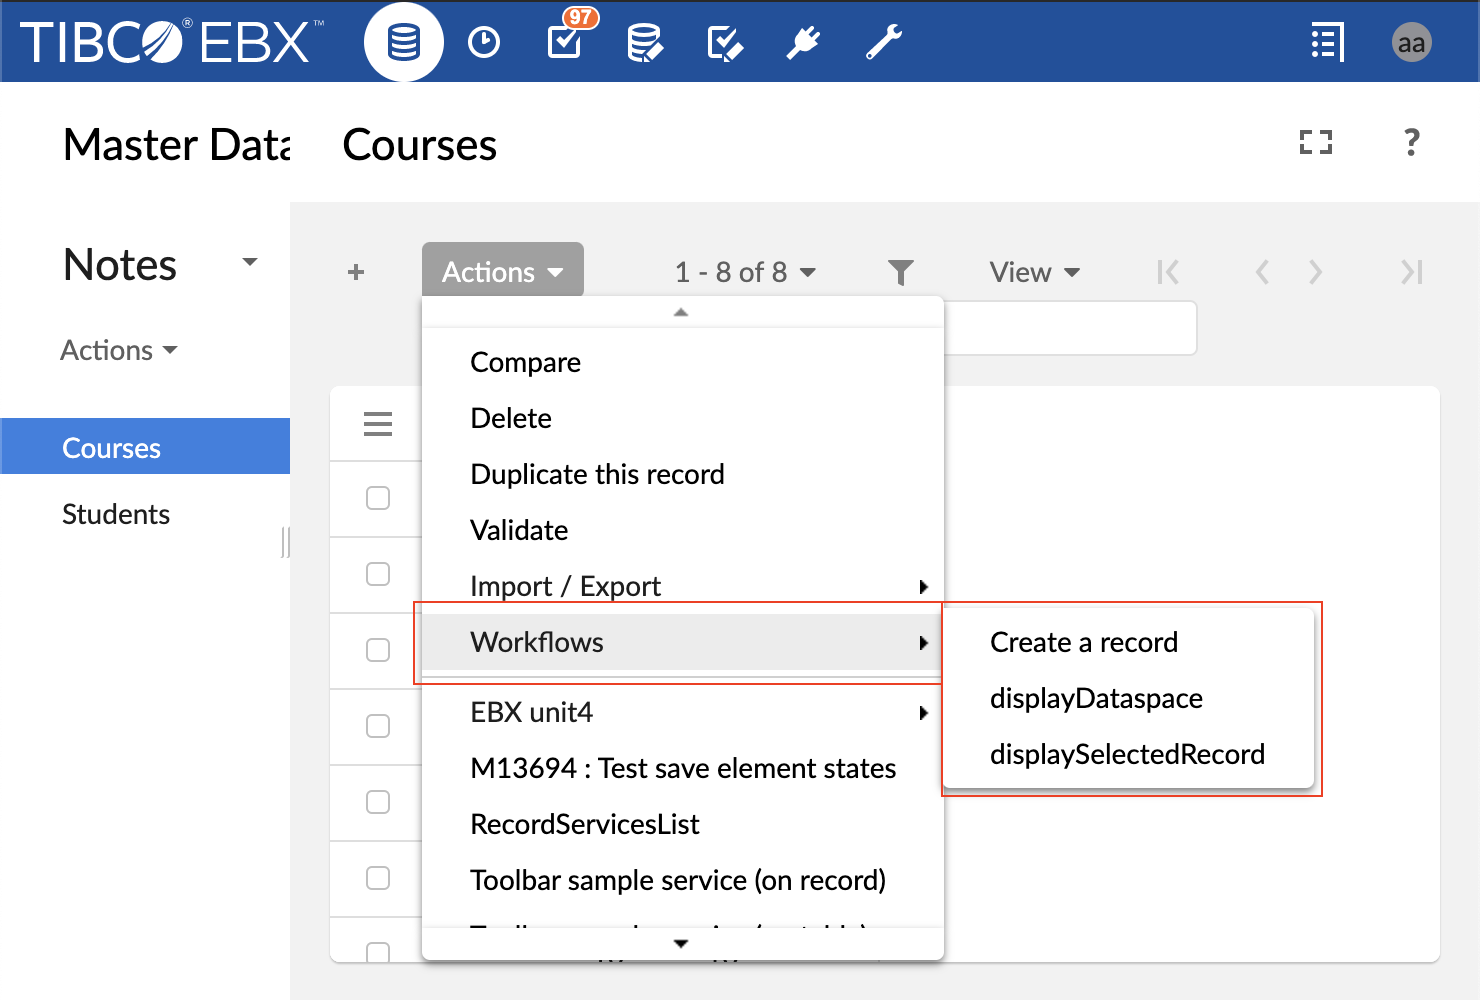 TIBCO® EBX™
97
aa
Master Data
Courses
?
Notes
Actions
Courses
Students
+
Actions
1 - 8 of 8
View
Compare
Delete
Duplicate this record
Validate
Import / Export
Workflows
EBX unit4
M13694 : Test save element states
RecordServicesList
Toolbar sample service (on record)
Create a record
displayDataspace
displaySelectedRecord